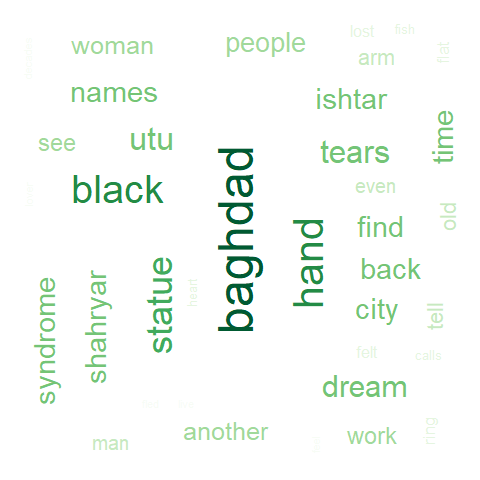 woman
people
lost
fish
arm
flat
names
ishtar
see
utu
tears
time
black
baghdad
even
old
hand
find
back
syndrome
shahryar
statue
heart
city
tell
felt
calls
dream
man
another
work
ring